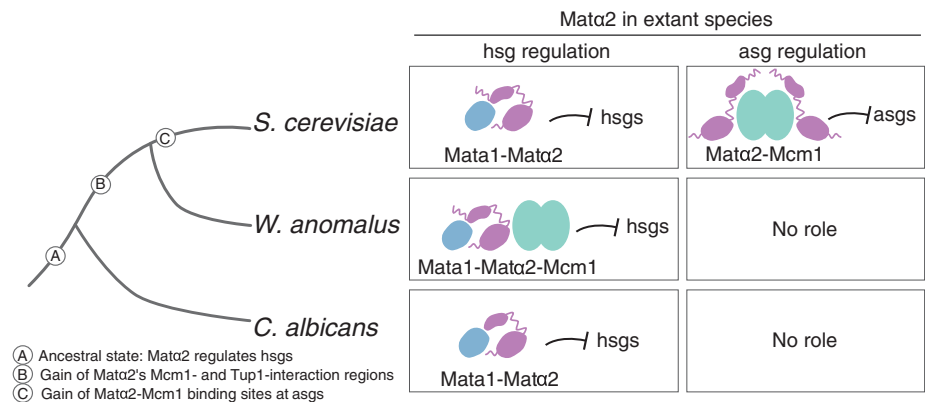 Matα2 in extant species
hsg regulation
asg regulation
S. cerevisiae
hsgs
Mata1-Matα2
asgs
Matα2-Mcm1
W. anomalus
hsgs
Mata1-Matα2-Mcm1
No role
C. albicans
hsgs
Mata1-Matα2
No role
C
B
A
A Ancestral state: Matα2 regulates hsgs
B Gain of Matα2's Mcm1- and Tup1-interaction regions
C Gain of Matα2-Mcm1 binding sites at asgs